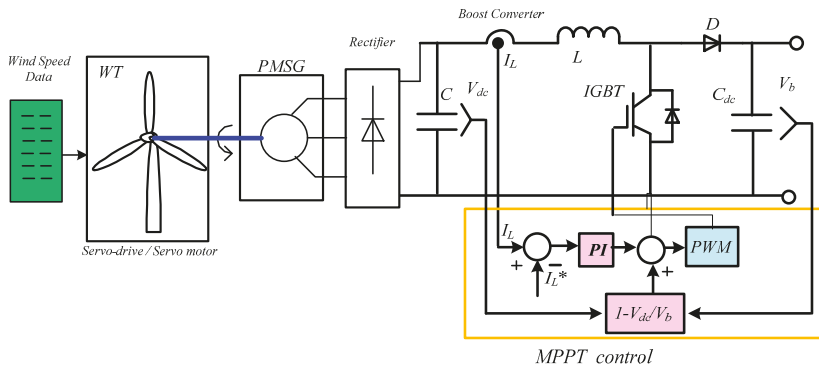 Boost Converter
Wind Speed
Data
WT
PMSG
Rectifier
I_L
L
D
IGBT
C
V_dc
C_dc
V_b
Servo-drive / Servo motor
I_L
+
−
I_L*
PI
+
PWM
1-V_dc/V_b
MPPT control